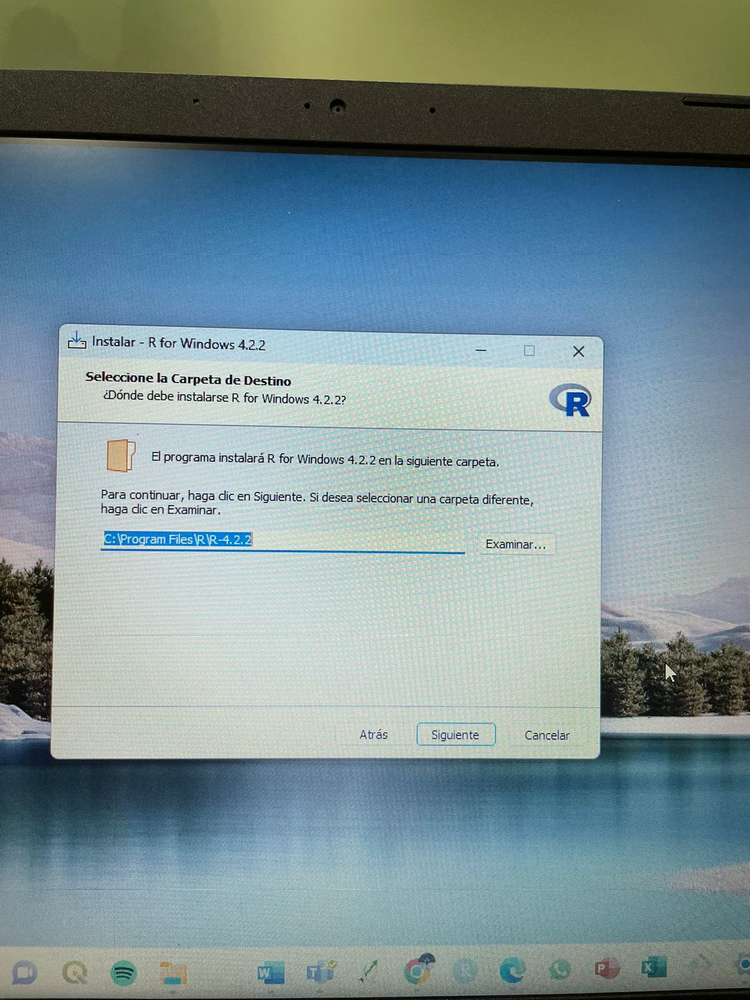 Instalar - R for Windows 4.2.2
Seleccione la Carpeta de Destino
¿Dónde debe instalarse R for Windows 4.2.2?
R
El programa instalará R for Windows 4.2.2 en la siguiente carpeta.
Para continuar, haga clic en Siguiente. Si desea seleccionar una carpeta diferente,
haga clic en Examinar.
C:\Program Files\R\R-4.2.2
Examinar...
Atrás
Siguiente
Cancelar
W
T
P
X